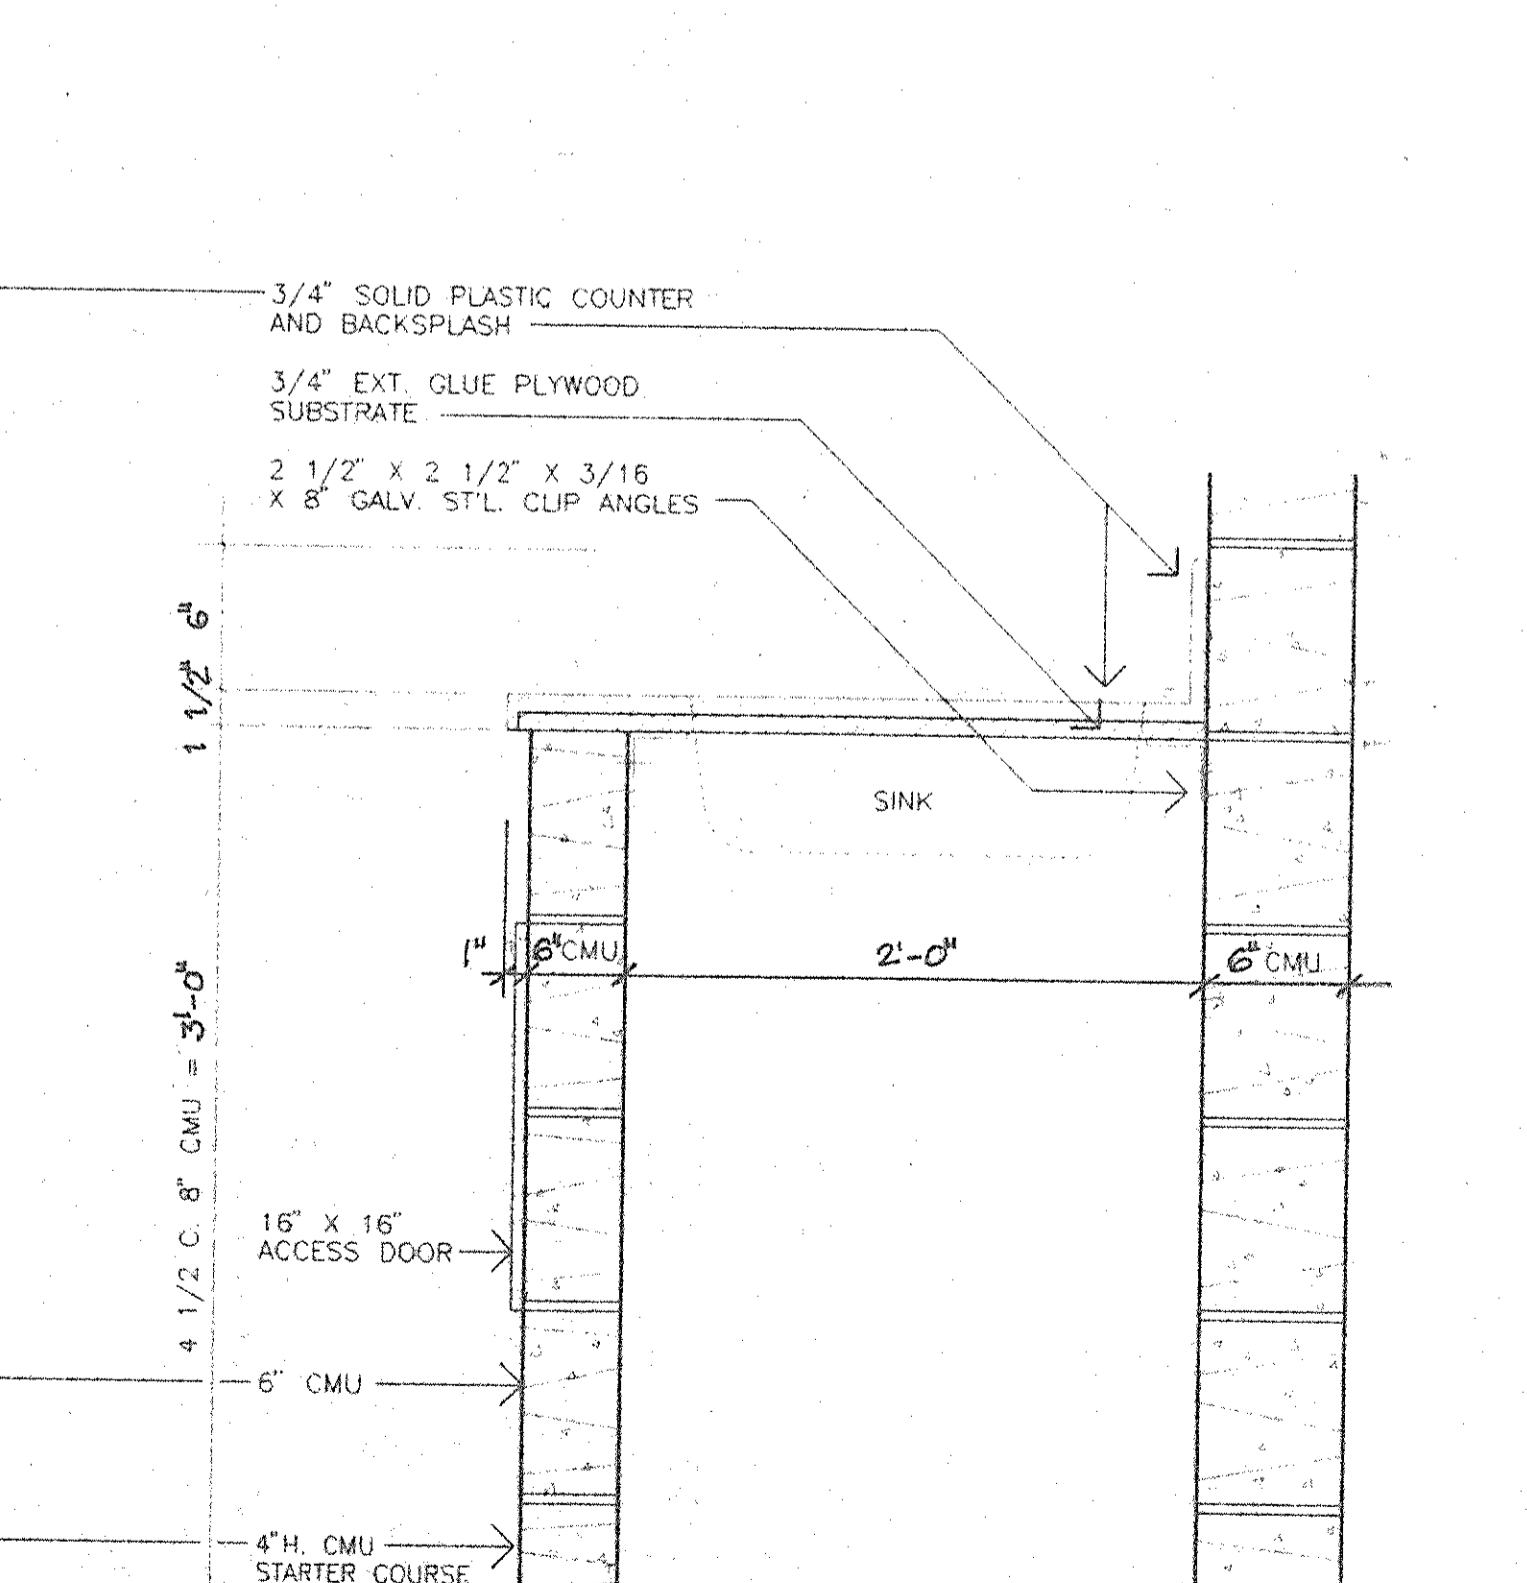 3/4" SOLID PLASTIC COUNTER
AND BACKSPLASH
3/4" EXT. GLUE PLYWOOD
SUBSTRATE
2 1/2" X 2 1/2" X 3/16
X 8" GALV. ST'L. CLIP ANGLES
6"
1 1/2"
SINK
1"
6" CMU
2'-0"
6" CMU
4 1/2 C. 8" CMU = 3'-0"
16" X 16"
ACCESS DOOR
6" CMU
4"H. CMU
STARTER COURSE